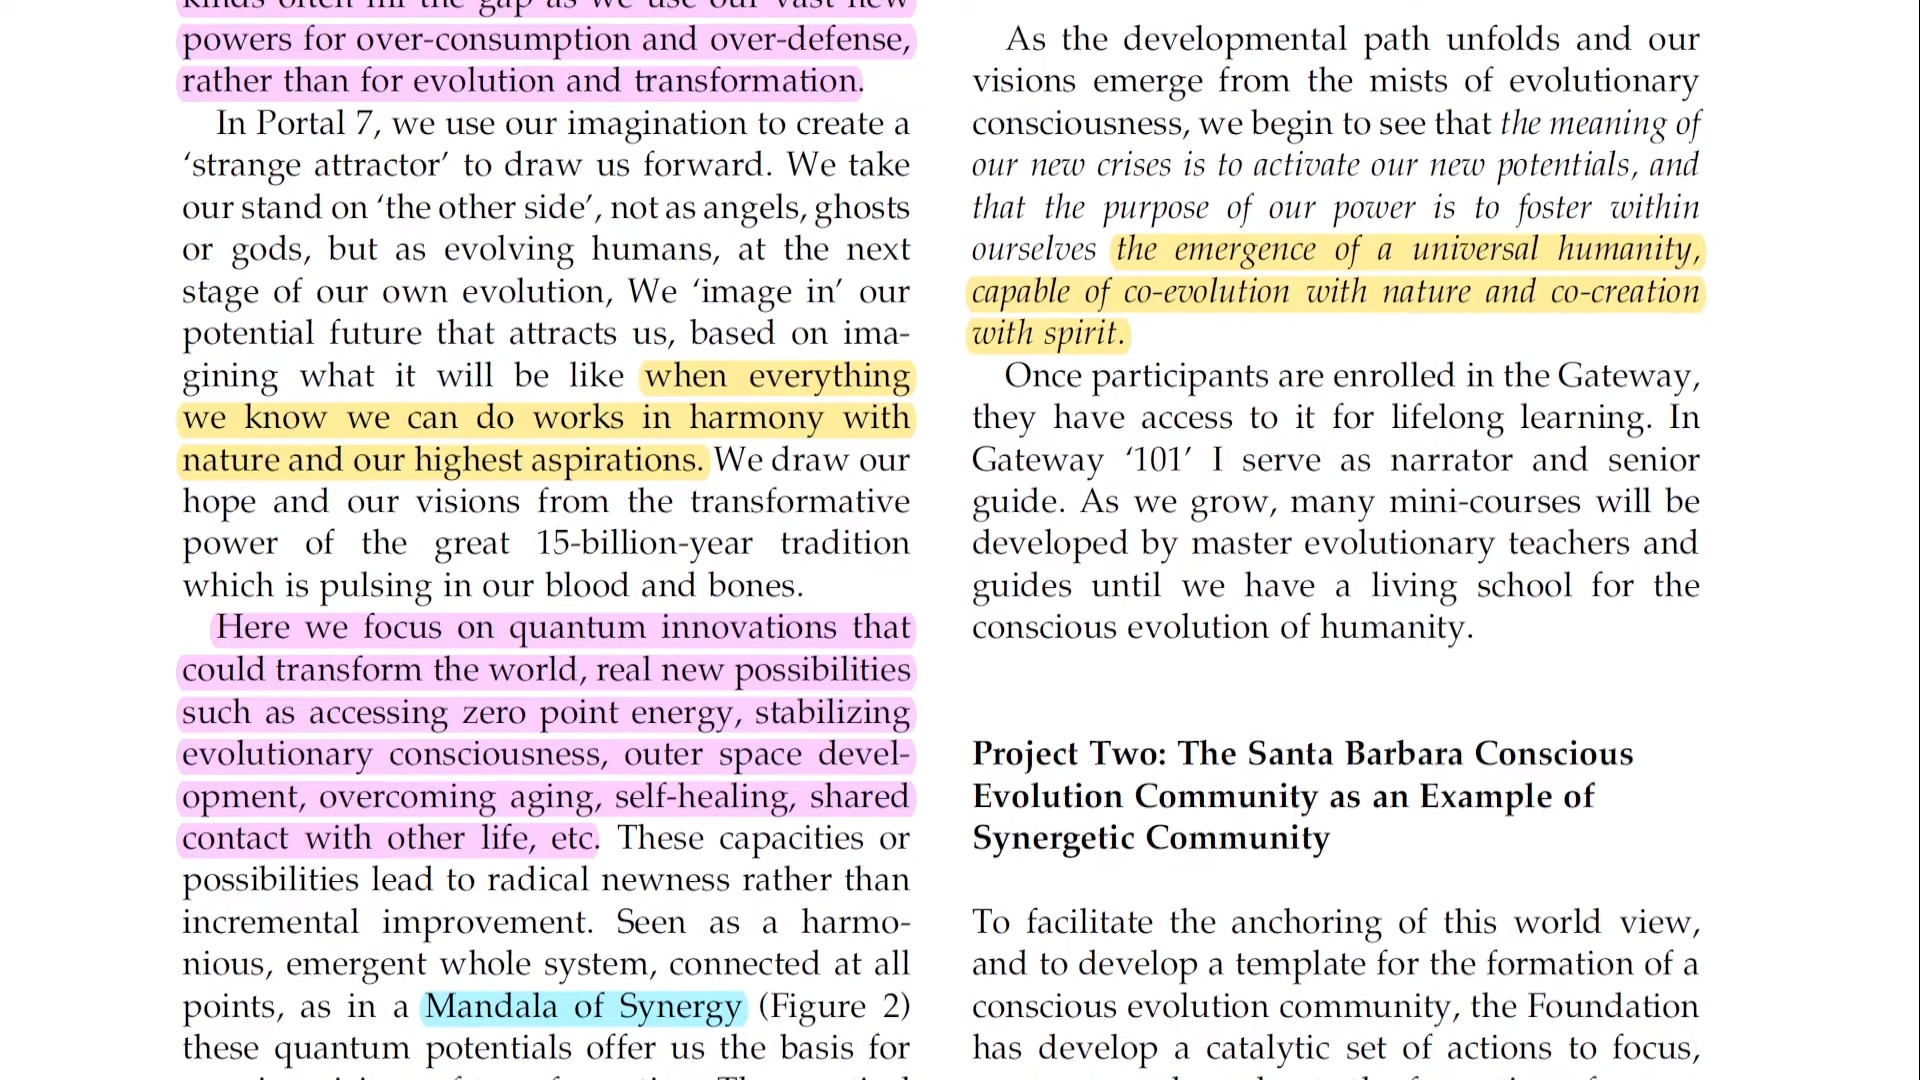 kinds often fill the gap as we use our vast new
powers for over-consumption and over-defense,
rather than for evolution and transformation.
In Portal 7, we use our imagination to create a
‘strange attractor’ to draw us forward. We take
our stand on ‘the other side’, not as angels, ghosts
or gods, but as evolving humans, at the next
stage of our own evolution, We ‘image in’ our
potential future that attracts us, based on ima-
gining what it will be like when everything
we know we can do works in harmony with
nature and our highest aspirations. We draw our
hope and our visions from the transformative
power of the great 15-billion-year tradition
which is pulsing in our blood and bones.
Here we focus on quantum innovations that
could transform the world, real new possibilities
such as accessing zero point energy, stabilizing
evolutionary consciousness, outer space devel-
opment, overcoming aging, self-healing, shared
contact with other life, etc. These capacities or
possibilities lead to radical newness rather than
incremental improvement. Seen as a harmo-
nious, emergent whole system, connected at all
points, as in a Mandala of Synergy (Figure 2)
these quantum potentials offer us the basis for
As the developmental path unfolds and our
visions emerge from the mists of evolutionary
consciousness, we begin to see that the meaning of
our new crises is to activate our new potentials, and
that the purpose of our power is to foster within
ourselves the emergence of a universal humanity,
capable of co-evolution with nature and co-creation
with spirit.
Once participants are enrolled in the Gateway,
they have access to it for lifelong learning. In
Gateway ‘101’ I serve as narrator and senior
guide. As we grow, many mini-courses will be
developed by master evolutionary teachers and
guides until we have a living school for the
conscious evolution of humanity.
Project Two: The Santa Barbara Conscious
Evolution Community as an Example of
Synergetic Community
To facilitate the anchoring of this world view,
and to develop a template for the formation of a
conscious evolution community, the Foundation
has develop a catalytic set of actions to focus,